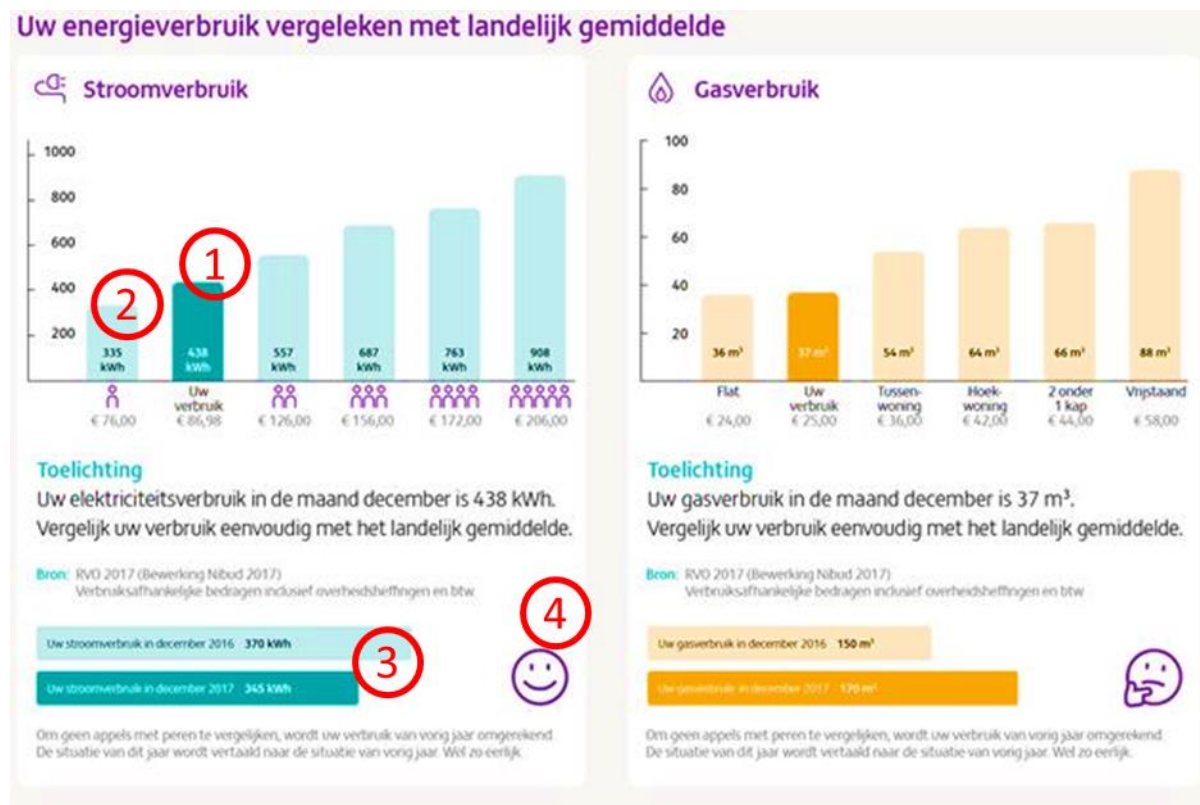 Uw energieverbruik vergeleken met landelijk gemiddelde
Stroomverbruik
1000
800
600
400
200
1
2
335 kWh
438 kWh
557 kWh
687 kWh
763 kWh
908 kWh
Uw verbruik
€ 76,00
€ 86,98
€ 126,00
€ 156,00
€ 172,00
€ 206,00
Toelichting
Uw elektriciteitsverbruik in de maand december is 438 kWh.
Vergelijk uw verbruik eenvoudig met het landelijk gemiddelde.
Bron: RVO 2017 (Bewerking Nibud 2017)
Verbruiksafhankelijke bedragen inclusief overheidsheffingen en btw
4
Uw stroomverbruik in december 2016 370 kWh
3
Uw stroomverbruik in december 2017 345 kWh
Om geen appels met peren te vergelijken, wordt uw verbruik van vorig jaar omgerekend.
De situatie van dit jaar wordt vertaald naar de situatie van vorig jaar. Wel zo eerlijk.
Gasverbruik
100
80
60
40
20
36 m³
37 m³
54 m³
64 m³
66 m³
88 m³
Flat
Uw verbruik
Tussen-woning
Hoek-woning
2 onder 1 kap
Vrijstaand
€ 24,00
€ 25,00
€ 36,00
€ 42,00
€ 44,00
€ 58,00
Toelichting
Uw gasverbruik in de maand december is 37 m³.
Vergelijk uw verbruik eenvoudig met het landelijk gemiddelde.
Bron: RVO 2017 (Bewerking Nibud 2017)
Verbruiksafhankelijke bedragen inclusief overheidsheffingen en btw
Uw gasverbruik in december 2016 150 m³
Uw gasverbruik in december 2017 170 m³
Om geen appels met peren te vergelijken, wordt uw verbruik van vorig jaar omgerekend.
De situatie van dit jaar wordt vertaald naar de situatie van vorig jaar. Wel zo eerlijk.